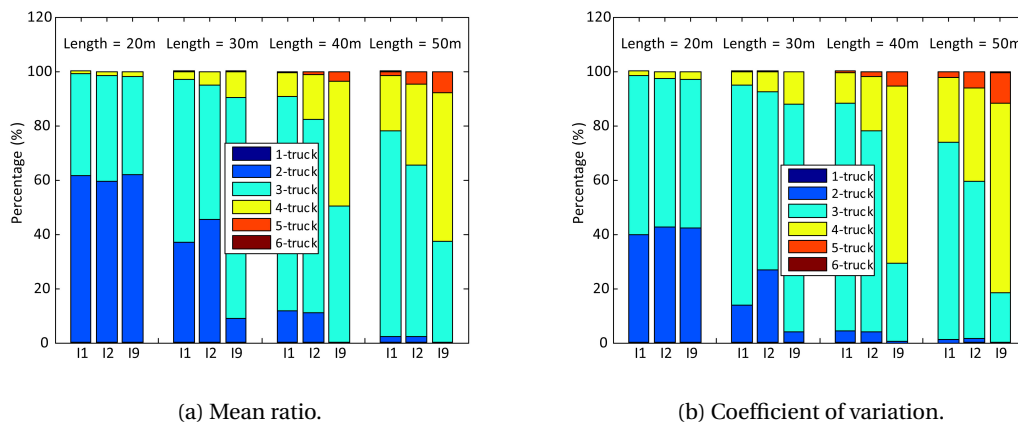 120
100
80
60
40
20
0
Percentage (%)
Length = 20m Length = 30m Length = 40m Length = 50m
1-truck
2-truck
3-truck
4-truck
5-truck
6-truck
I1 I2 I9 I1 I2 I9 I1 I2 I9 I1 I2 I9
(a) Mean ratio.
120
100
80
60
40
20
0
Percentage (%)
Length = 20m Length = 30m Length = 40m Length = 50m
1-truck
2-truck
3-truck
4-truck
5-truck
6-truck
I1 I2 I9 I1 I2 I9 I1 I2 I9 I1 I2 I9
(b) Coefficient of variation.